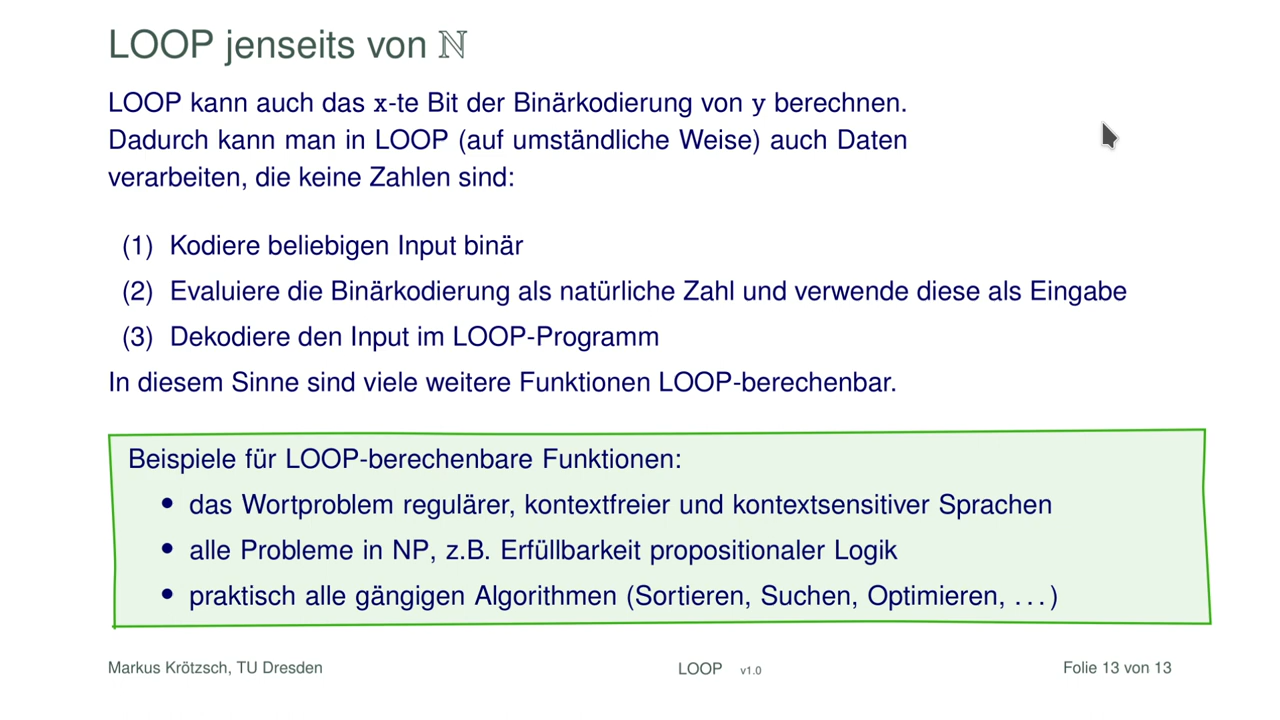 LOOP jenseits von ℕ
LOOP kann auch das x-te Bit der Binärkodierung von y berechnen.
Dadurch kann man in LOOP (auf umständliche Weise) auch Daten
verarbeiten, die keine Zahlen sind:
(1) Kodiere beliebigen Input binär
(2) Evaluiere die Binärkodierung als natürliche Zahl und verwende diese als Eingabe
(3) Dekodiere den Input im LOOP-Programm
In diesem Sinne sind viele weitere Funktionen LOOP-berechenbar.
Beispiele für LOOP-berechenbare Funktionen:
• das Wortproblem regulärer, kontextfreier und kontextsensitiver Sprachen
• alle Probleme in NP, z.B. Erfüllbarkeit propositionaler Logik
• praktisch alle gängigen Algorithmen (Sortieren, Suchen, Optimieren, ...)
Markus Krötzsch, TU Dresden LOOP v1.0 Folie 13 von 13